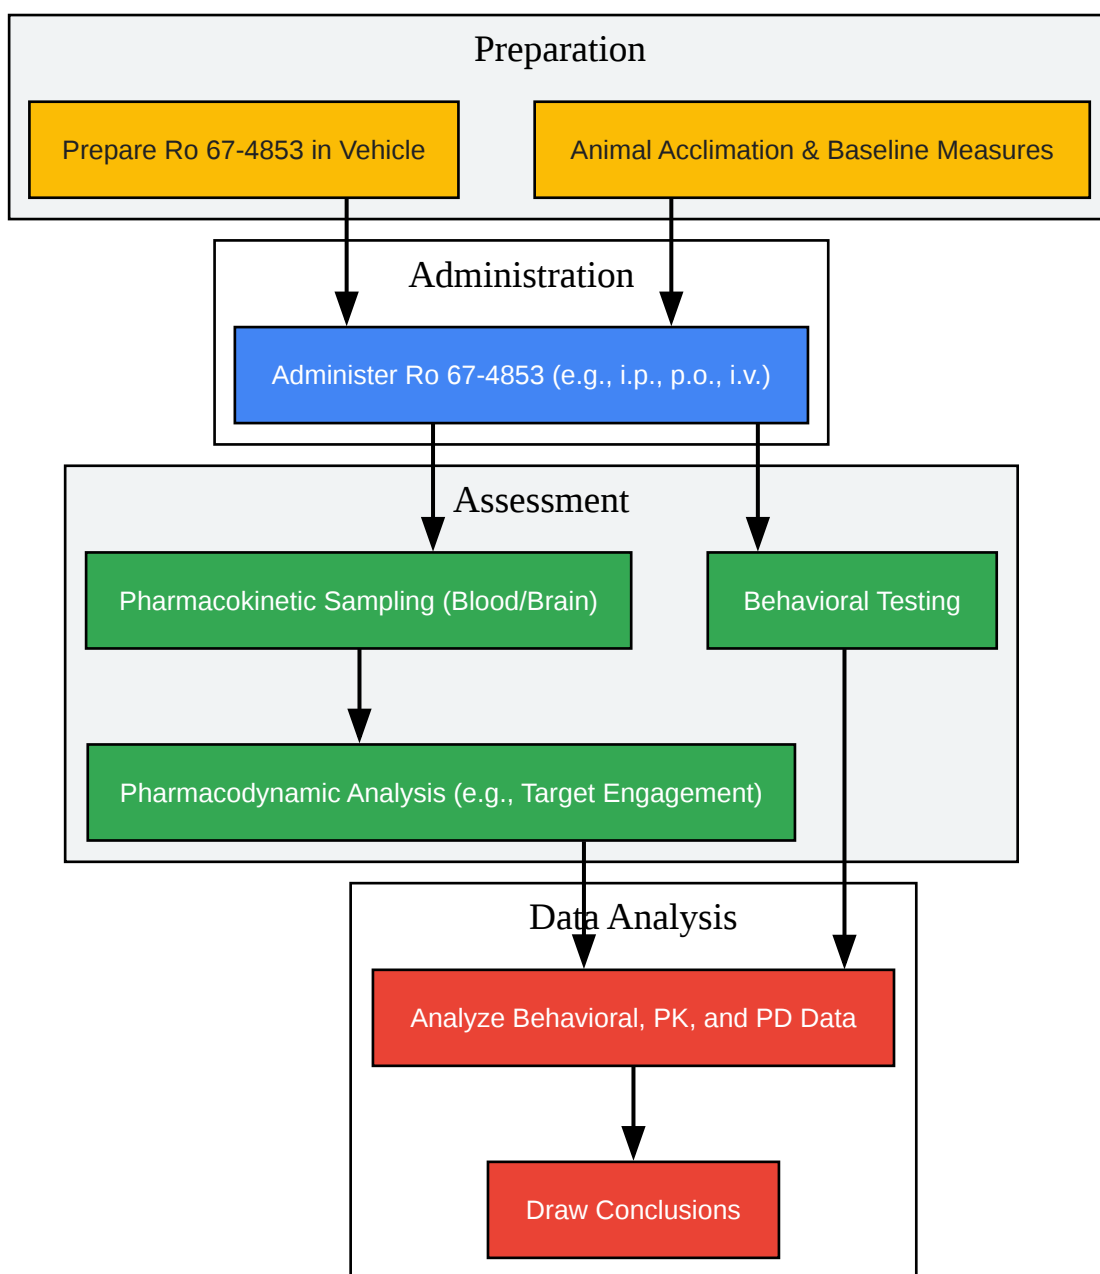 Preparation
Prepare Ro 67-4853 in Vehicle
Animal Acclimation & Baseline Measures
Administration
Administer Ro 67-4853 (e.g., i.p., p.o., i.v.)
Assessment
Pharmacokinetic Sampling (Blood/Brain)
Behavioral Testing
Pharmacodynamic Analysis (e.g., Target Engagement)
Data Analysis
Analyze Behavioral, PK, and PD Data
Draw Conclusions